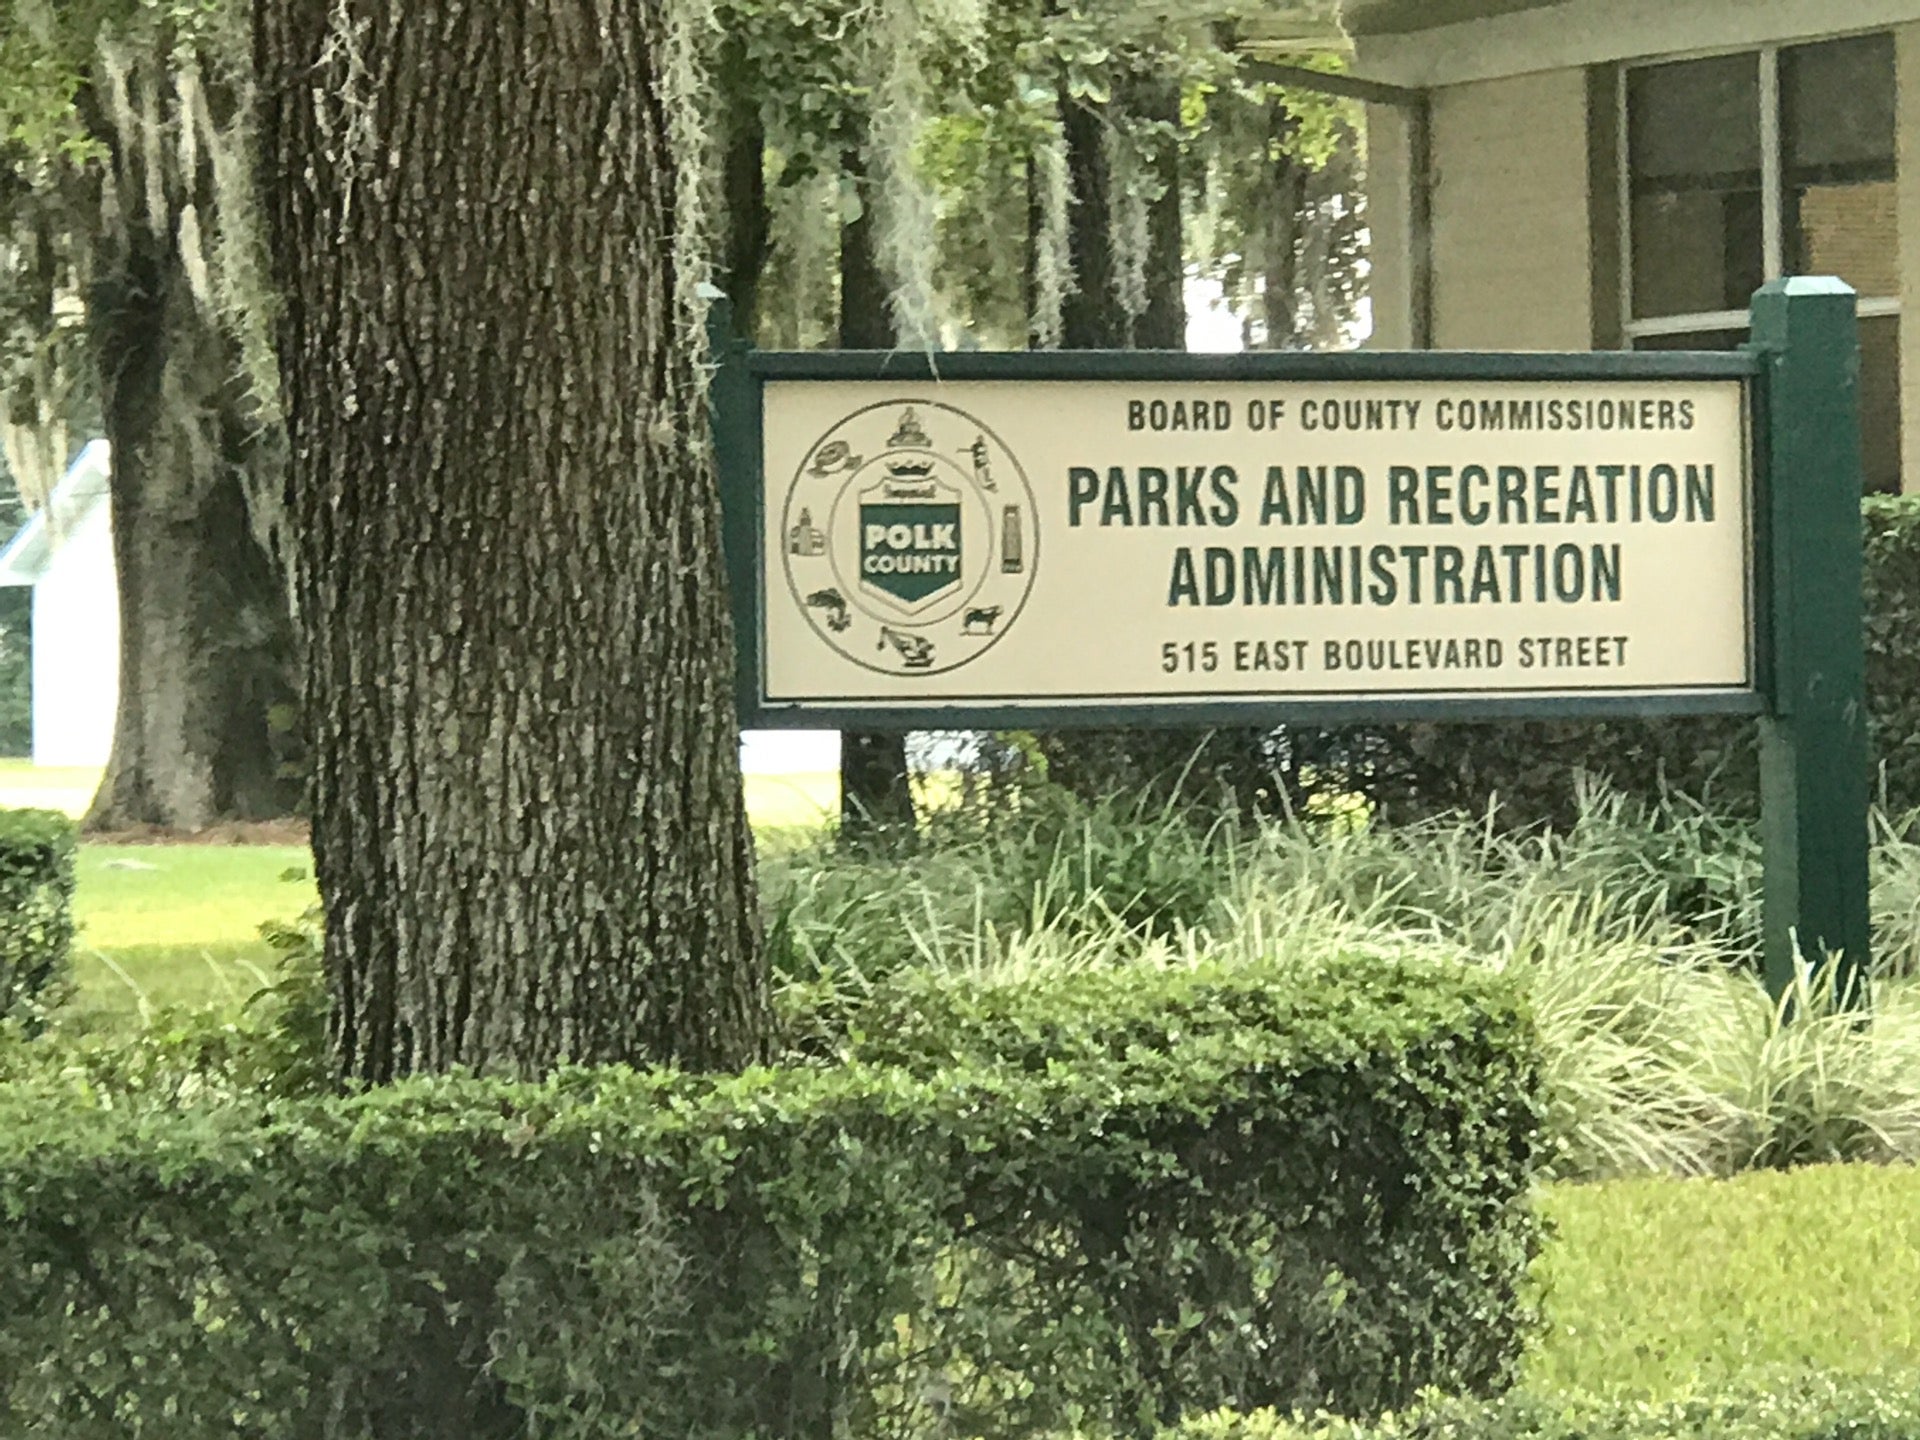 BOARD OF COUNTY COMMISSIONERS
PARKS AND RECREATION
ADMINISTRATION
515 EAST BOULEVARD STREET
POLK
COUNTY